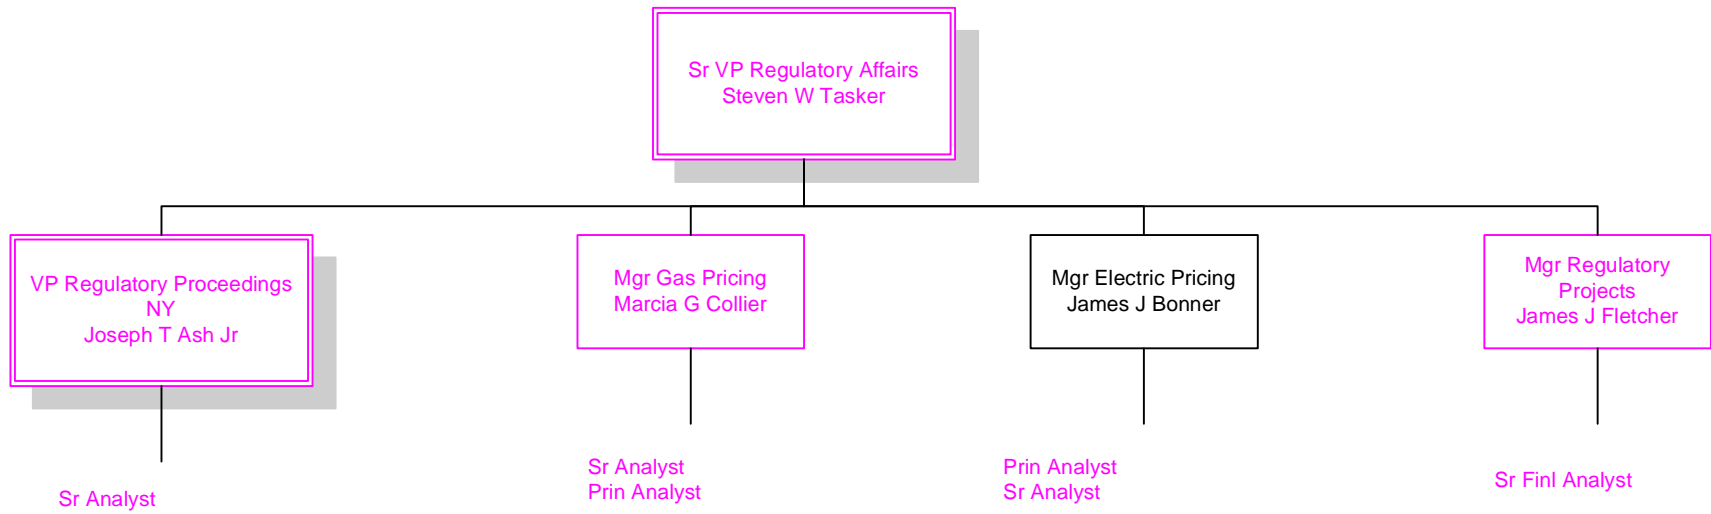 Sr VP Regulatory Affairs
Steven W Tasker
VP Regulatory Proceedings
NY
Joseph T Ash Jr
Mgr Gas Pricing
Marcia G Collier
Mgr Electric Pricing
James J Bonner
Mgr Regulatory
Projects
James J Fletcher
Sr Analyst
Sr Analyst
Prin Analyst
Prin Analyst
Sr Analyst
Sr Finl Analyst